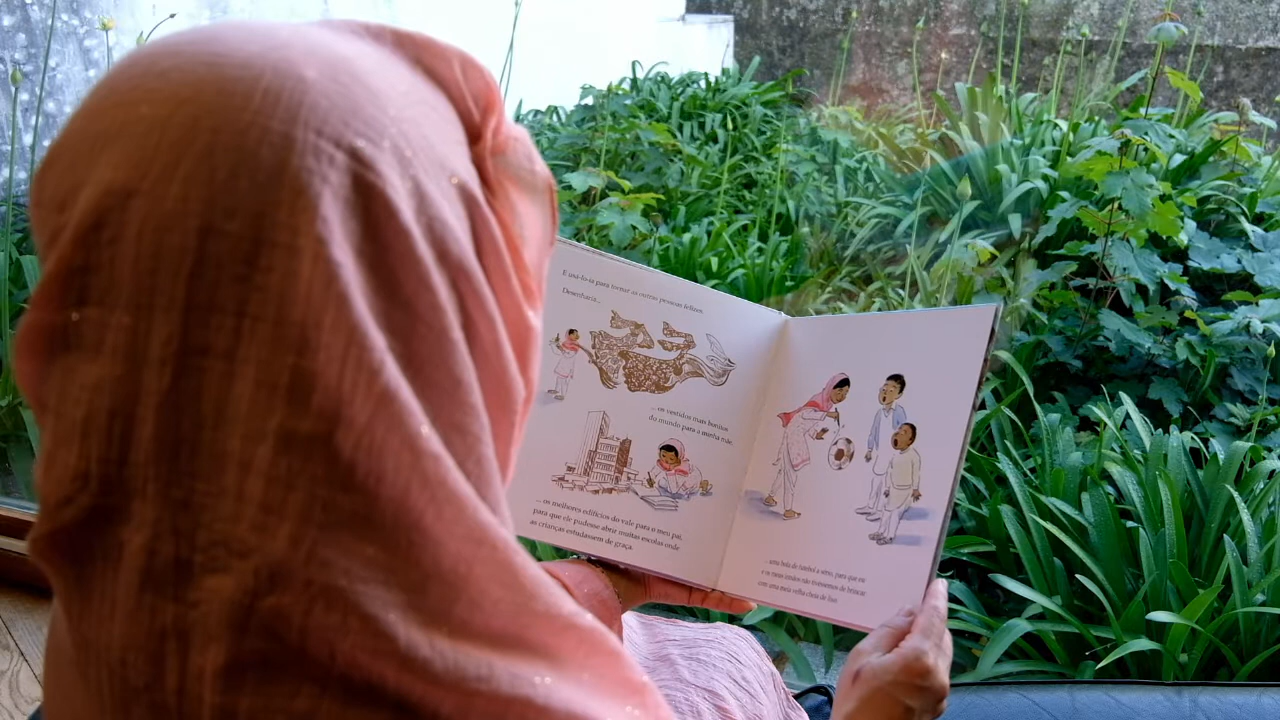 E usá-lo-ia para tornar as outras pessoas felizes.
Desenharia...
... os vestidos mais bonitos
do mundo para a minha mãe.
... os melhores edifícios do vale para o meu pai,
para que ele pudesse abrir muitas escolas onde
as crianças estudassem de graça.
... uma bola de futebol a sério, para que eu
e os meus irmãos não tivéssemos de brincar
com uma meia velha cheia de lixo.